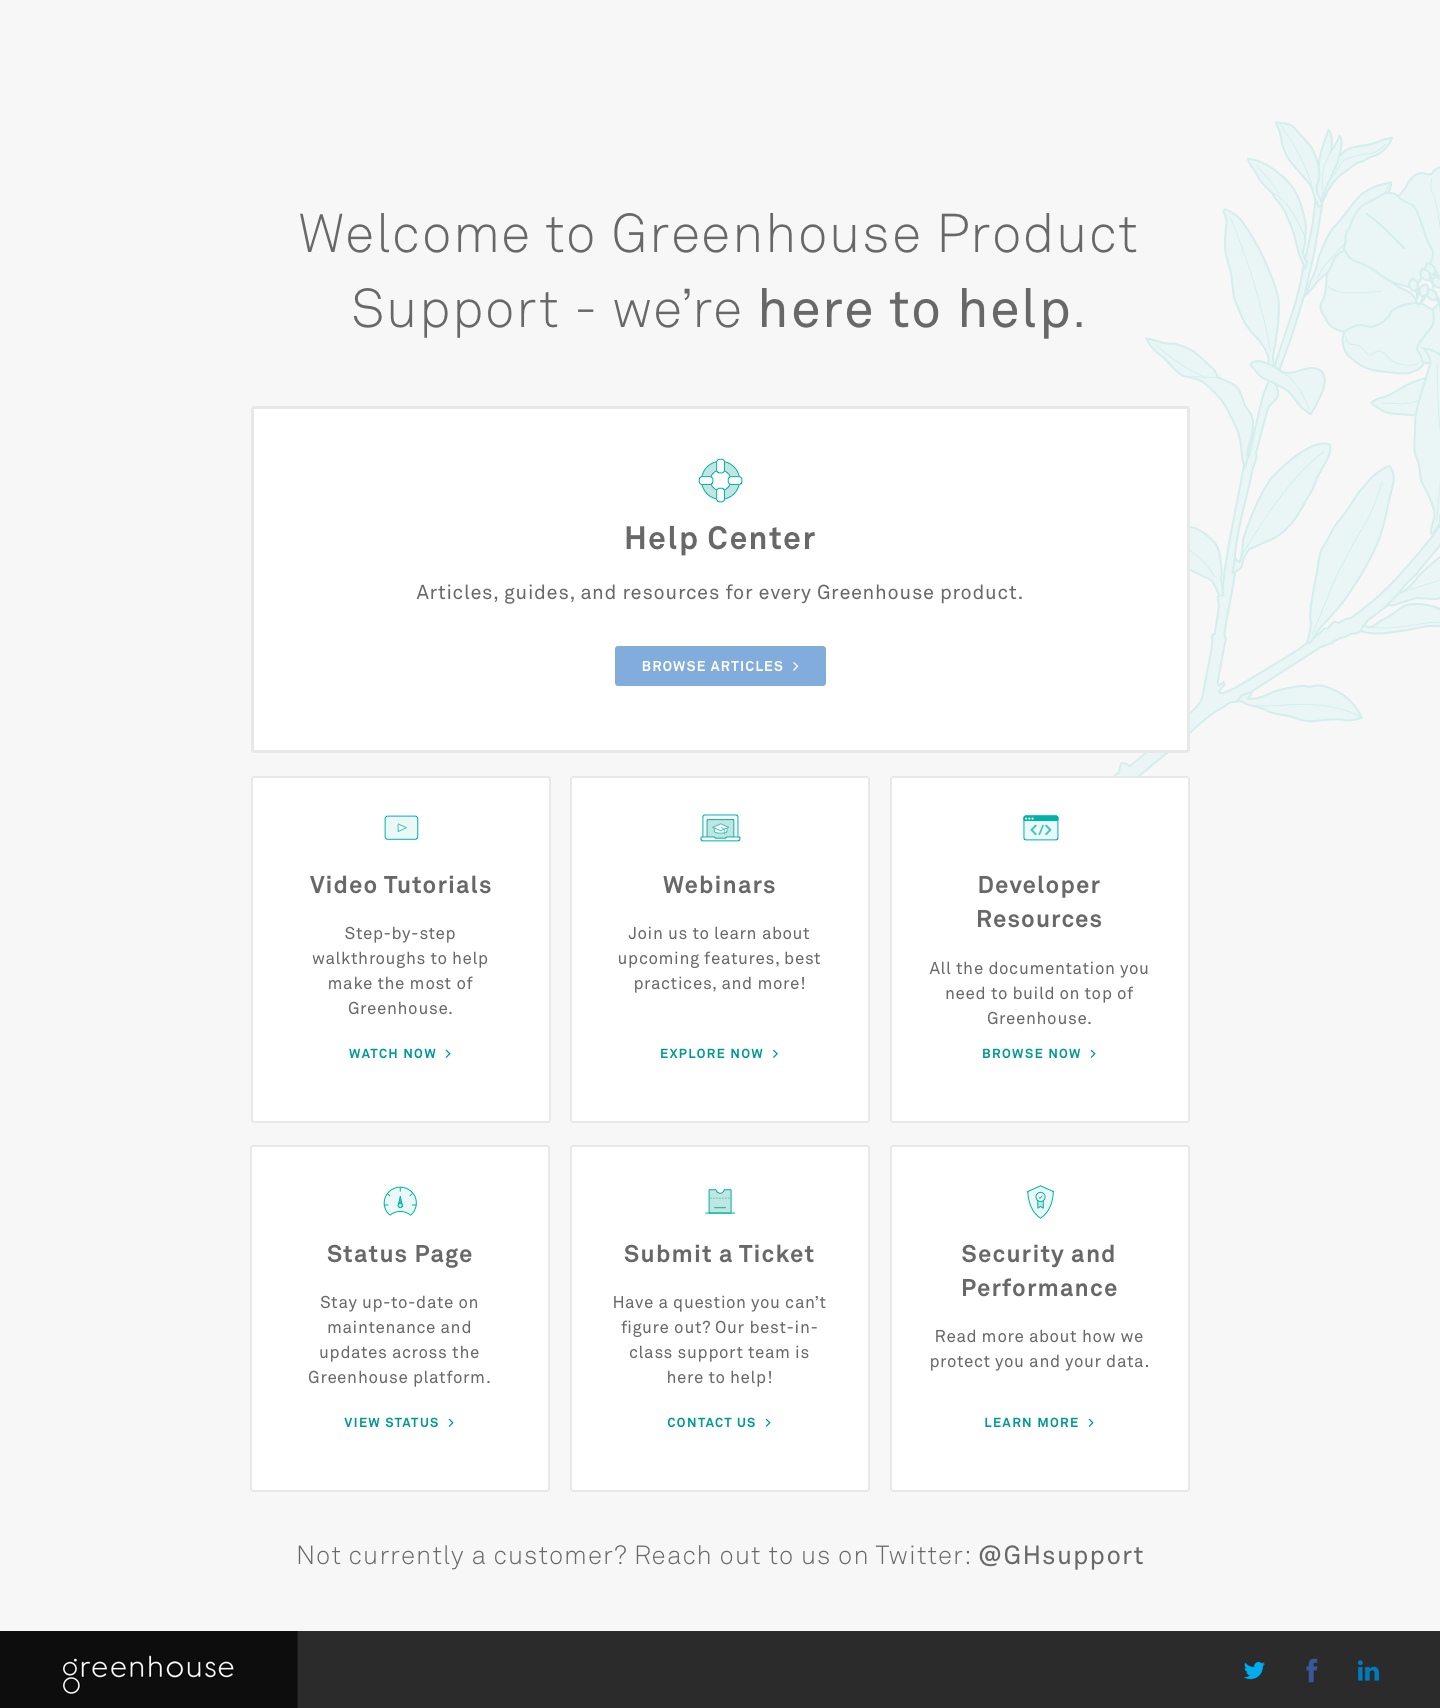 Welcome to Greenhouse Product
Support - we’re here to help.
Help Center
Articles, guides, and resources for every Greenhouse product.
BROWSE ARTICLES
Video Tutorials
Step-by-step
walkthroughs to help
make the most of
Greenhouse.
WATCH NOW
Webinars
Join us to learn about
upcoming features, best
practices, and more!
EXPLORE NOW
Developer
Resources
All the documentation you
need to build on top of
Greenhouse.
BROWSE NOW
Status Page
Stay up-to-date on
maintenance and
updates across the
Greenhouse platform.
VIEW STATUS
Submit a Ticket
Have a question you can’t
figure out? Our best-in-
class support team is
here to help!
CONTACT US
Security and
Performance
Read more about how we
protect you and your data.
LEARN MORE
Not currently a customer? Reach out to us on Twitter: @GHsupport
greenhouse